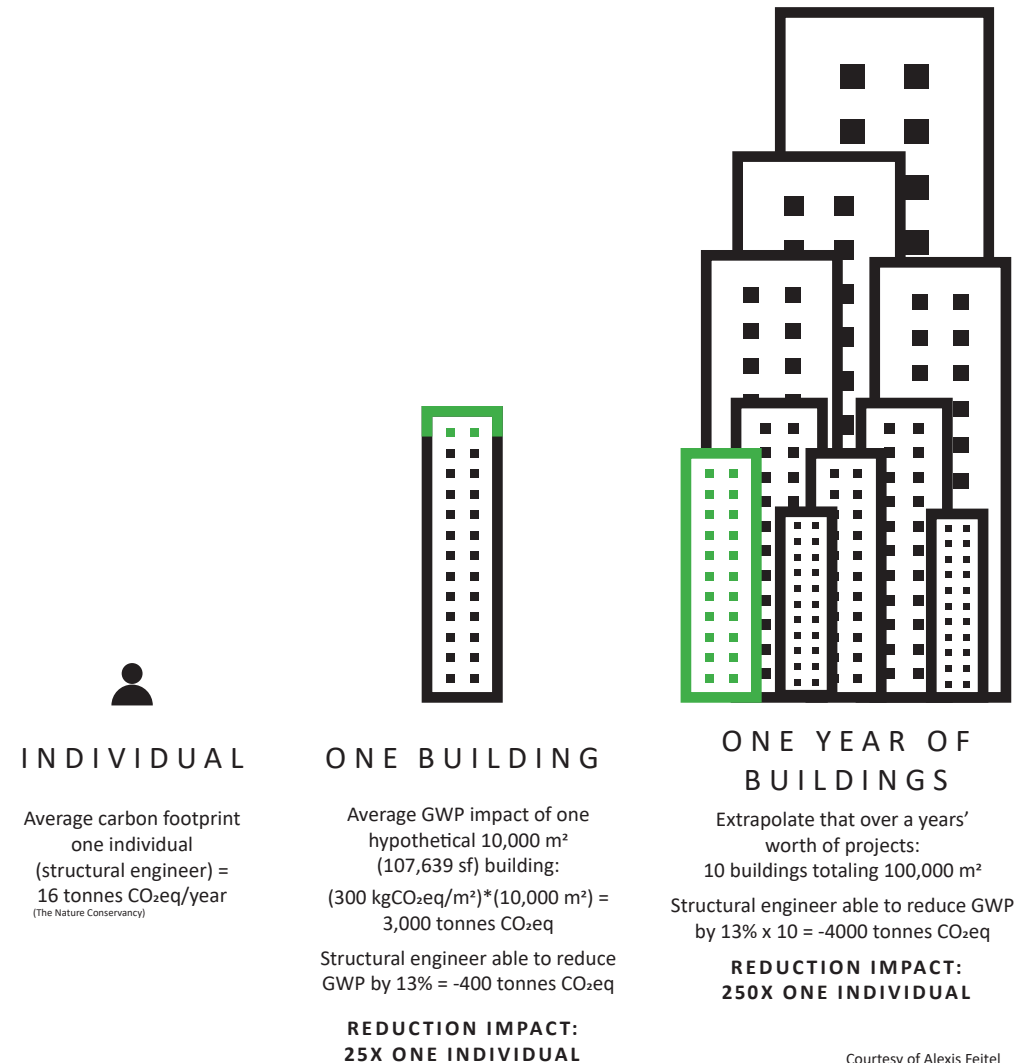 INDIVIDUAL
Average carbon footprint
one individual
(structural engineer) =
16 tonnes CO₂eq/year
(The Nature Conservancy)
ONE BUILDING
Average GWP impact of one
hypothetical 10,000 m²
(107,639 sf) building:
(300 kgCO₂eq/m²)*(10,000 m²) =
3,000 tonnes CO₂eq
Structural engineer able to reduce
GWP by 13% = -400 tonnes CO₂eq
REDUCTION IMPACT:
25X ONE INDIVIDUAL
ONE YEAR OF
BUILDINGS
Extrapolate that over a years’
worth of projects:
10 buildings totaling 100,000 m²
Structural engineer able to reduce GWP
by 13% x 10 = -4000 tonnes CO₂eq
REDUCTION IMPACT:
250X ONE INDIVIDUAL
Courtesy of Alexis Feitel